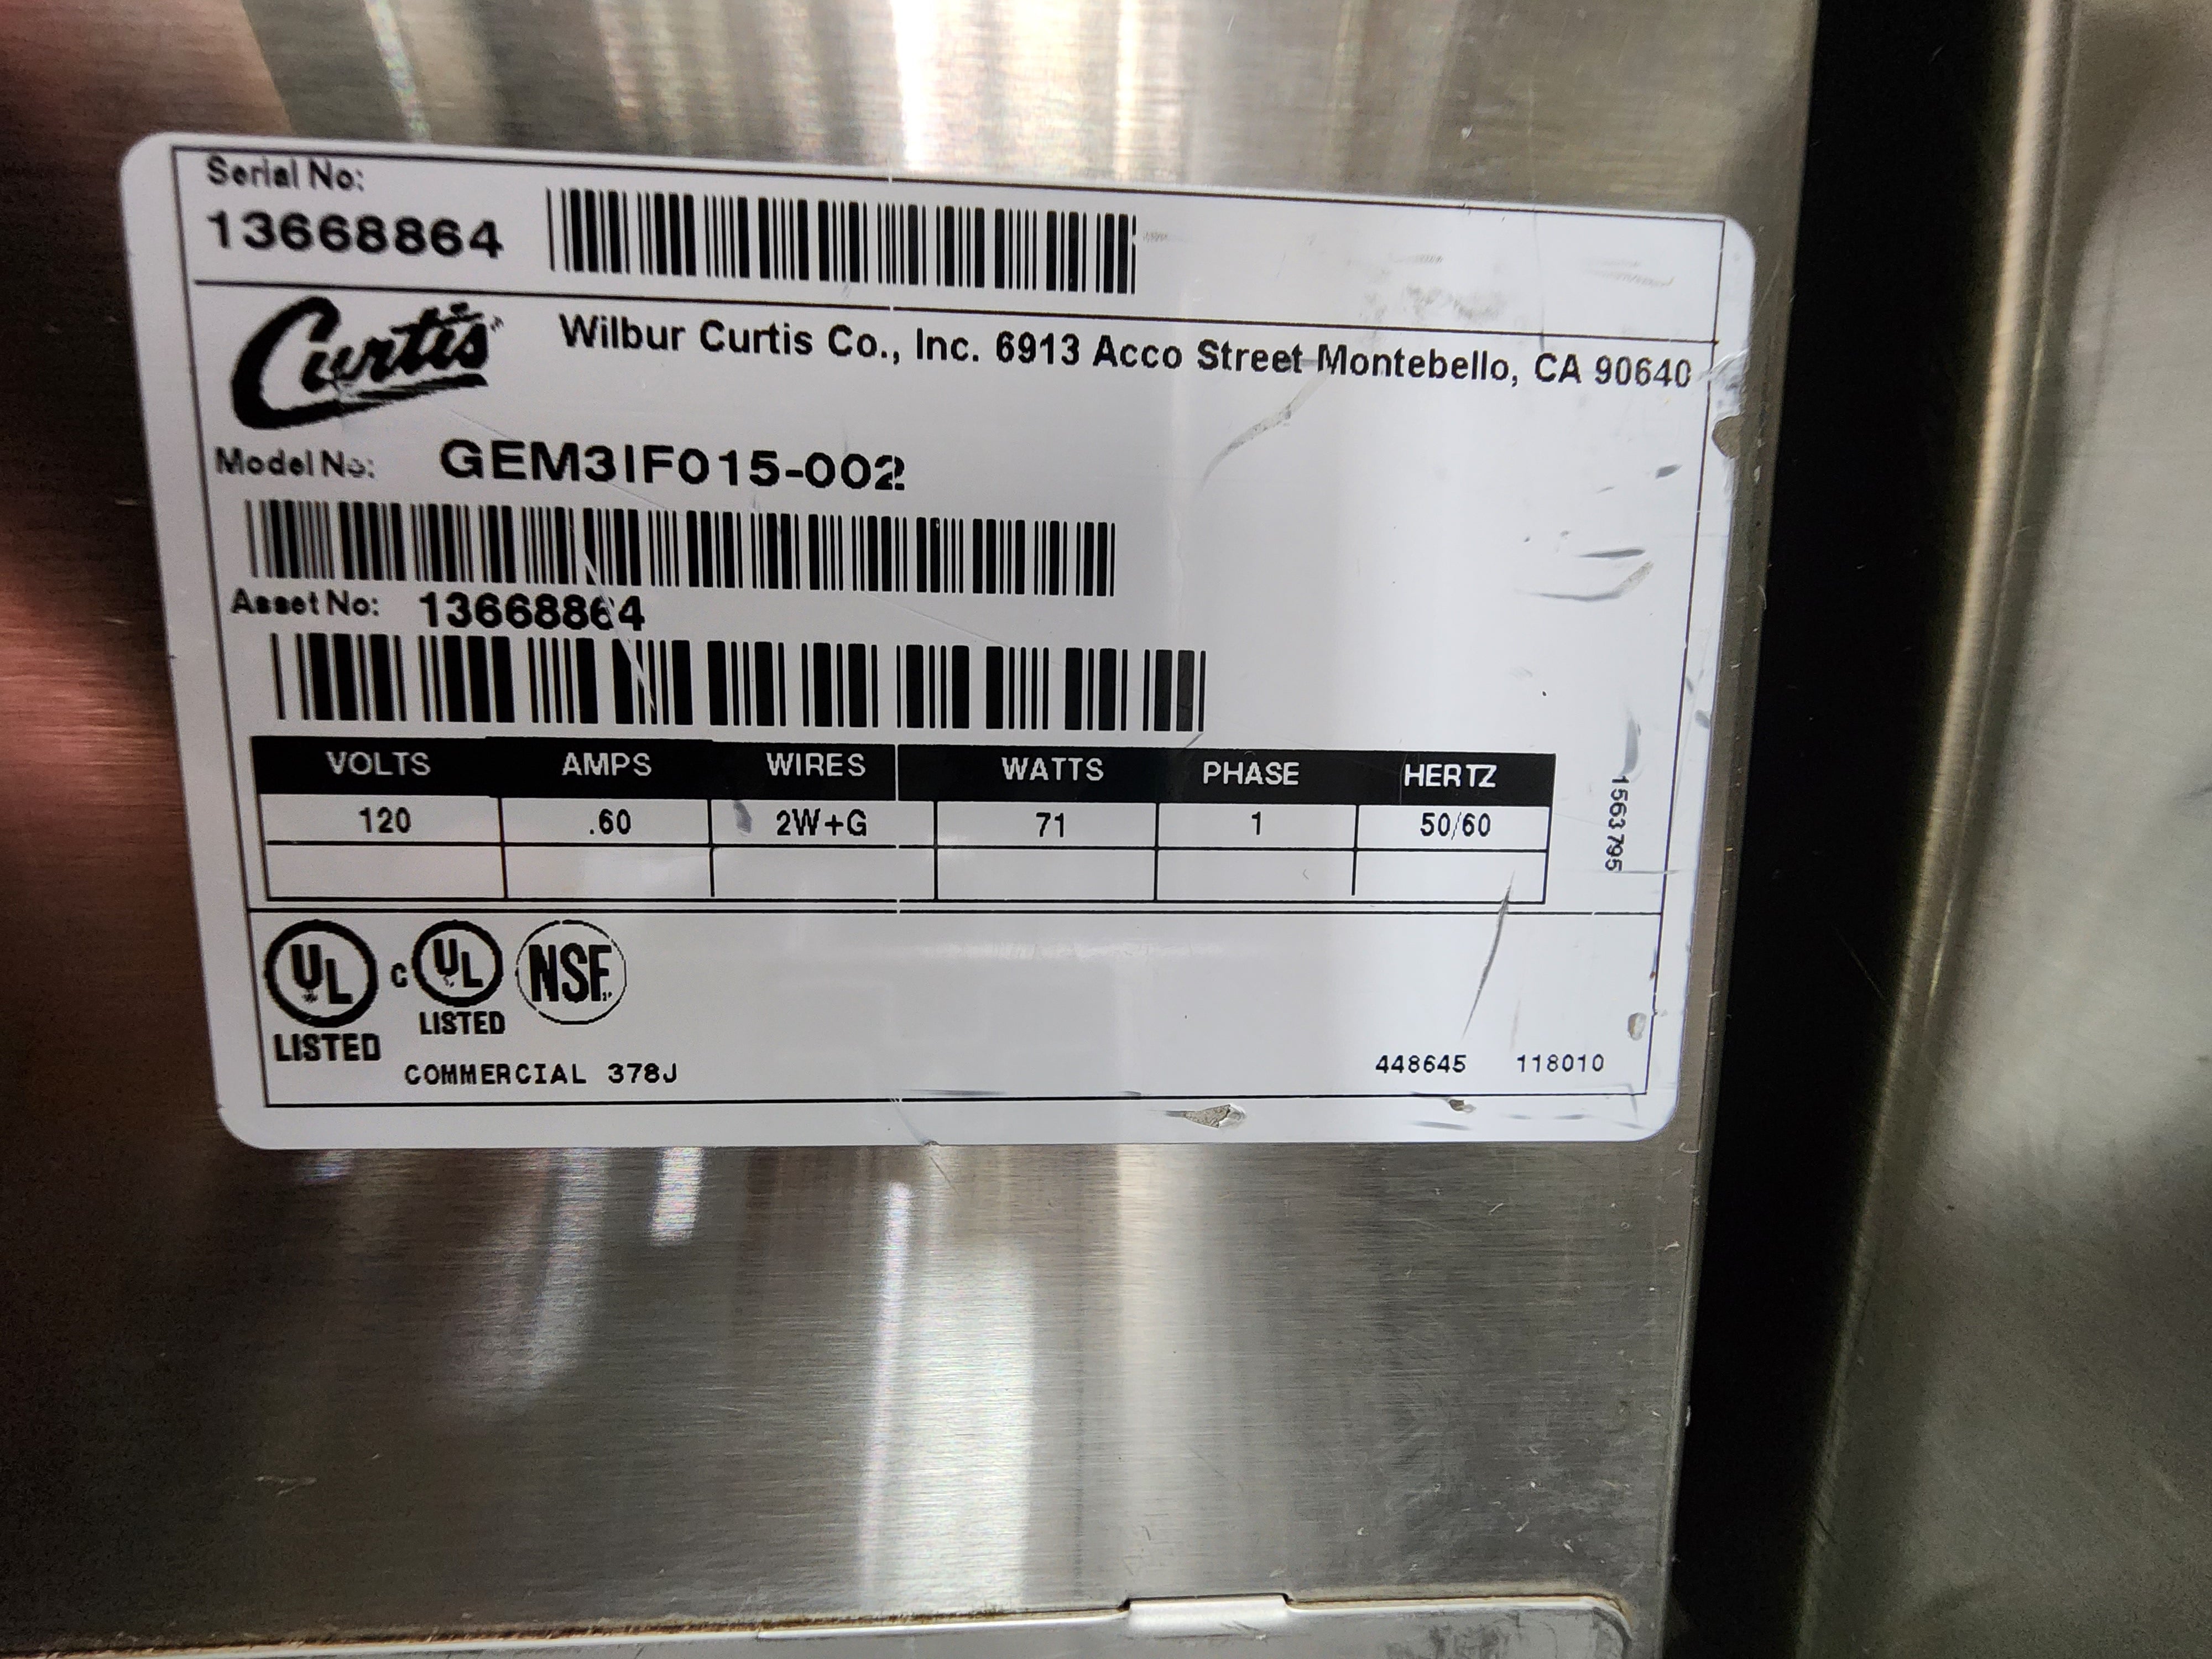 Serial No:
13668864
Curtis
Wilbur Curtis Co., Inc. 6913 Acco Street Montebello, CA 90640
Model No: GEM3IF015-002
Asset No: 13668864
VOLTS AMPS WIRES WATTS PHASE HERTZ
120 .60 2W+G 71 1 50/60
1563795
UL C UL NSF
LISTED LISTED
COMMERCIAL 378J
448645 118010